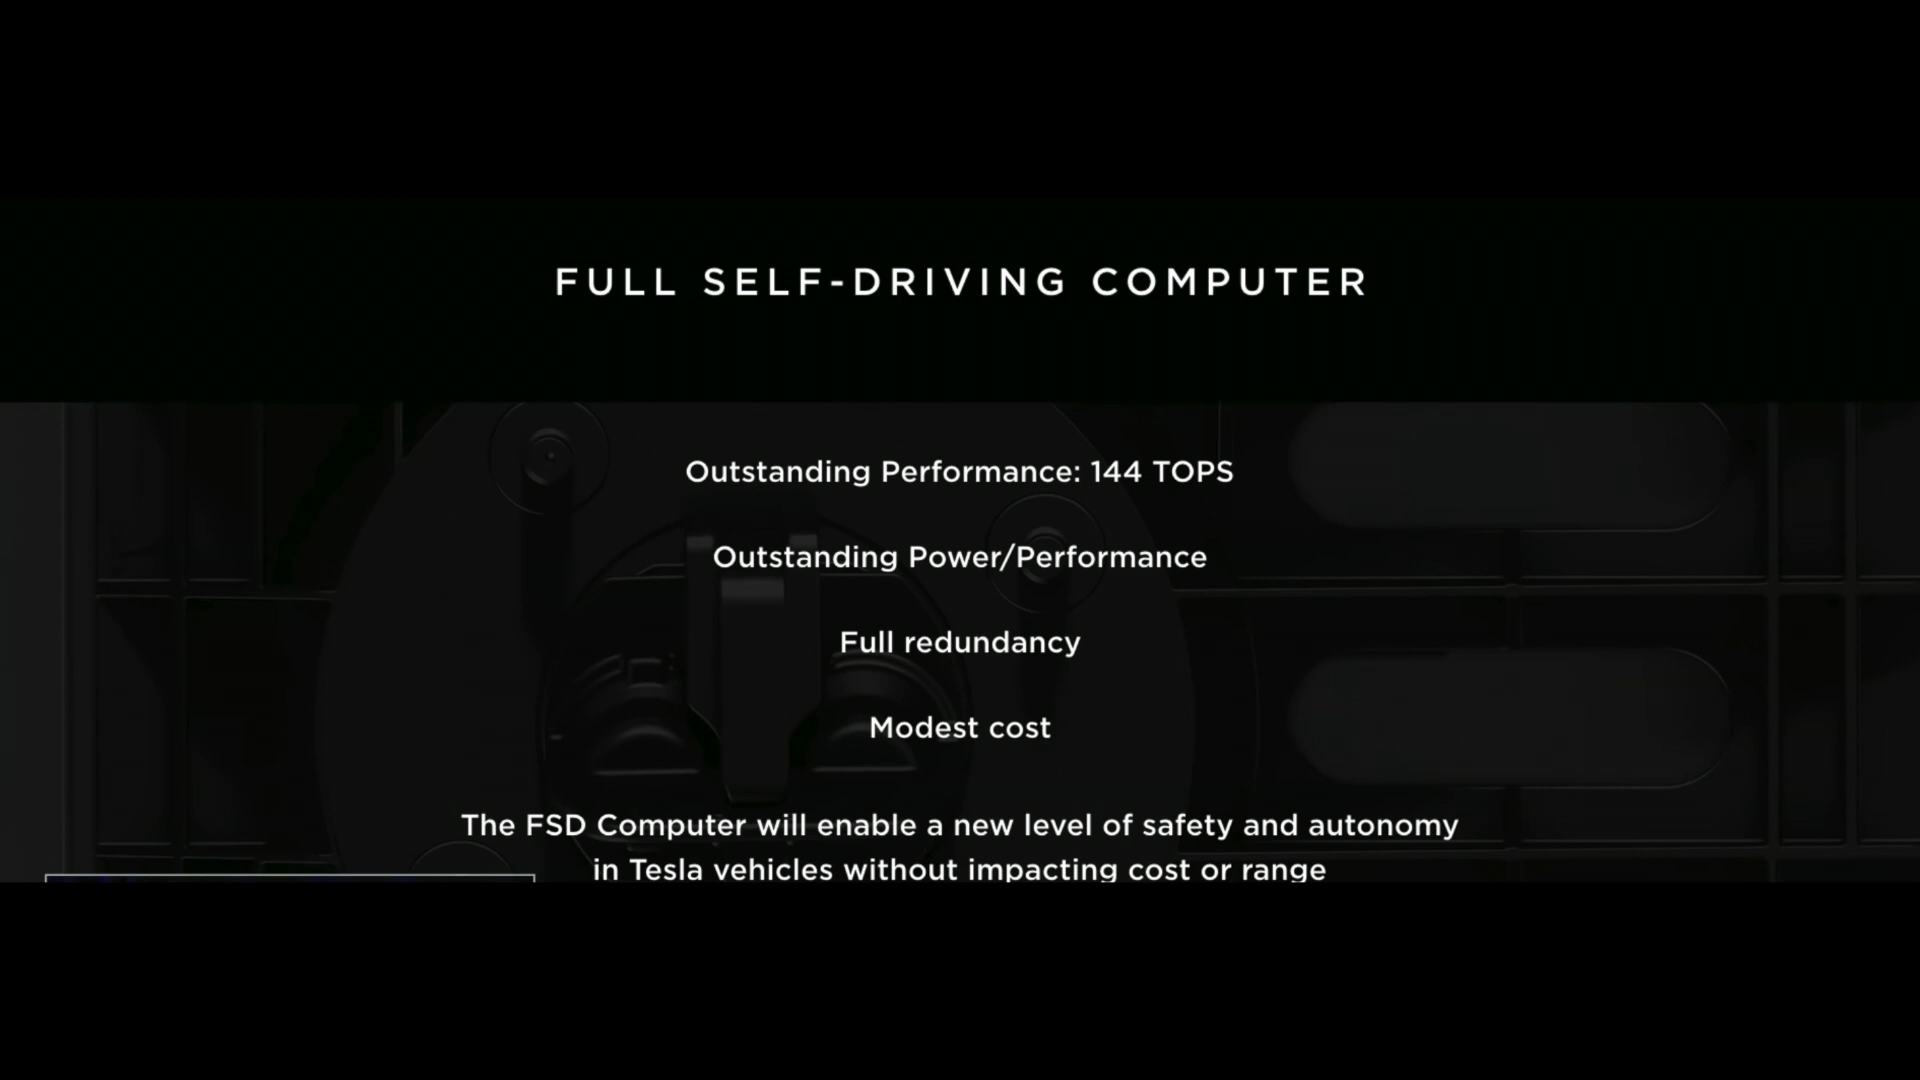 FULL SELF-DRIVING COMPUTER
Outstanding Performance: 144 TOPS
Outstanding Power/Performance
Full redundancy
Modest cost
The FSD Computer will enable a new level of safety and autonomy
in Tesla vehicles without impacting cost or range